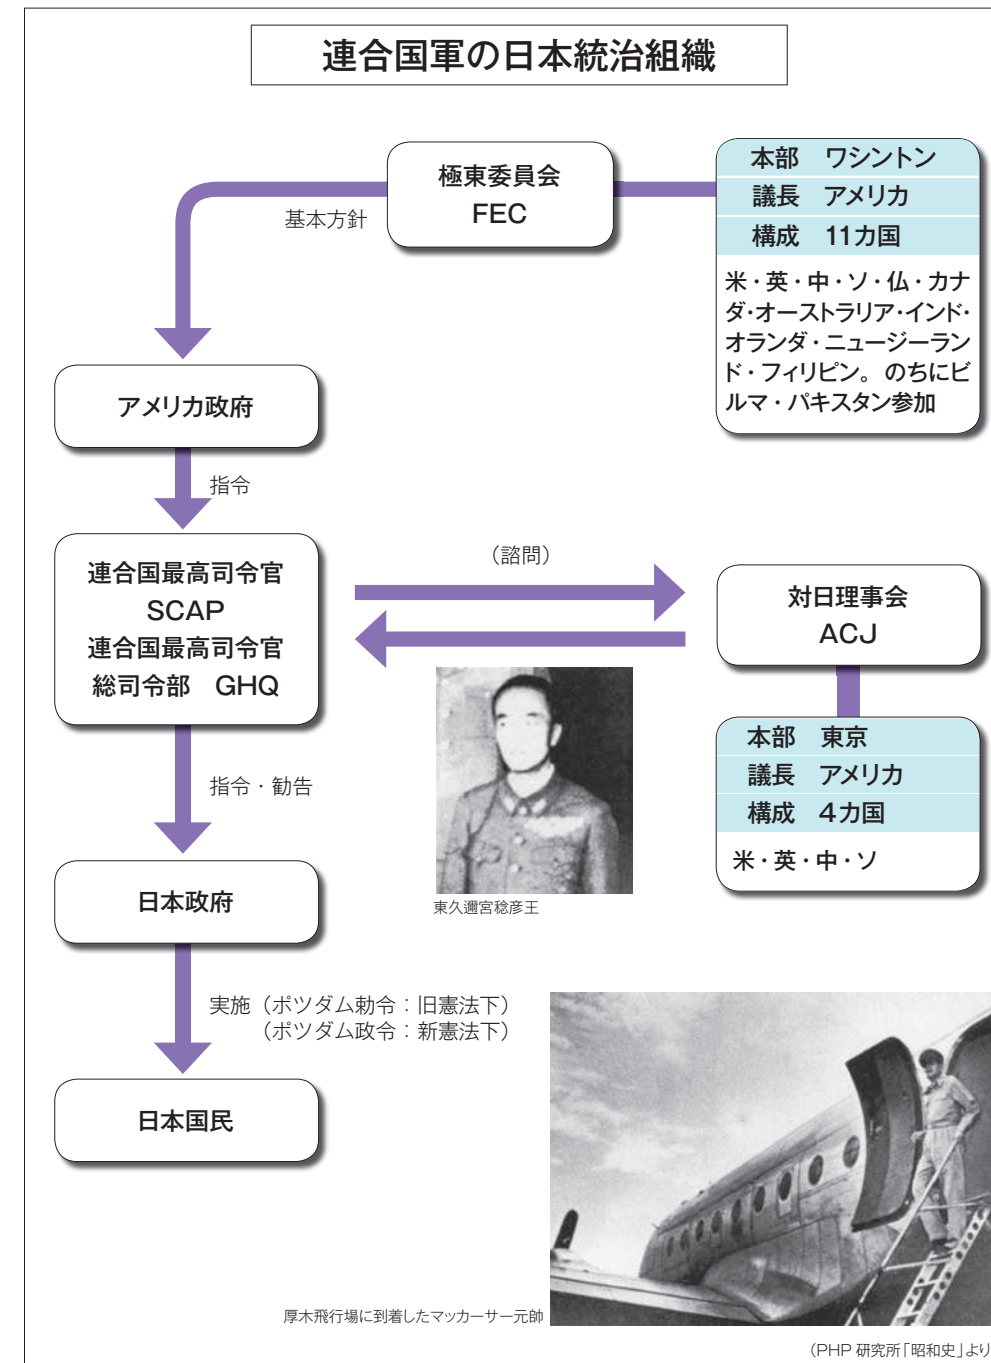 連合国軍の日本統治組織
極東委員会
FEC
本部　ワシントン
議長　アメリカ
構成　11カ国
米・英・中・ソ・仏・カナ
ダ・オーストラリア・インド・
オランダ・ニュージーラン
ド・フィリピン。のちにビ
ルマ・パキスタン参加
基本方針
アメリカ政府
指令
連合国最高司令官
SCAP
連合国最高司令官
総司令部　GHQ
（諮問）
対日理事会
ACJ
本部　東京
議長　アメリカ
構成　4カ国
米・英・中・ソ
指令・勧告
東久邇宮稔彦王
日本政府
実施（ポツダム勅令：旧憲法下）
（ポツダム政令：新憲法下）
日本国民
厚木飛行場に到着したマッカーサー元帥
（PHP 研究所「昭和史」より